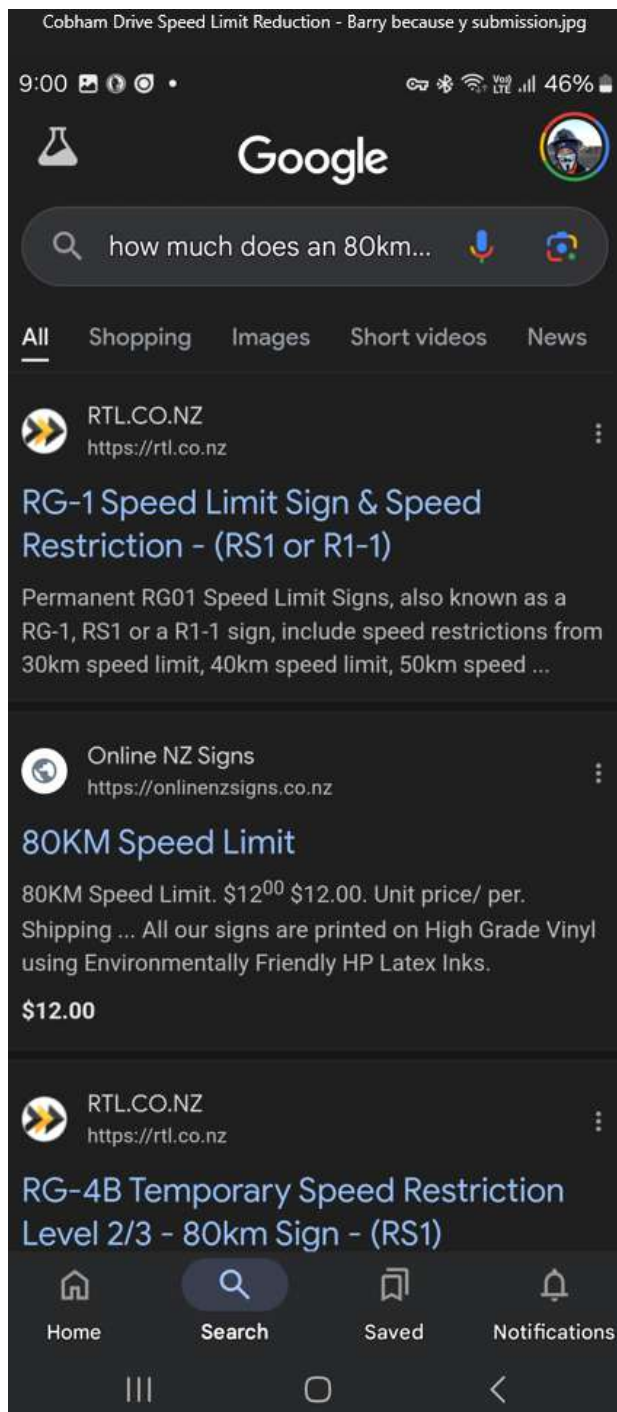 Cobham Drive Speed Limit Reduction - Barry because y submission.jpg
9:00 46%
Vo)) LTE
Google
how much does an 80km...
All Shopping Images Short videos News
RTL.CO.NZ
https://rtl.co.nz
RG-1 Speed Limit Sign & Speed
Restriction - (RS1 or R1-1)
Permanent RG01 Speed Limit Signs, also known as a
RG-1, RS1 or a R1-1 sign, include speed restrictions from
30km speed limit, 40km speed limit, 50km speed ...
Online NZ Signs
https://onlinenzsigns.co.nz
80KM Speed Limit
80KM Speed Limit. $12⁰⁰ $12.00. Unit price/ per.
Shipping ... All our signs are printed on High Grade Vinyl
using Environmentally Friendly HP Latex Inks.
$12.00
RTL.CO.NZ
https://rtl.co.nz
RG-4B Temporary Speed Restriction
Level 2/3 - 80km Sign - (RS1)
Home Search Saved Notifications